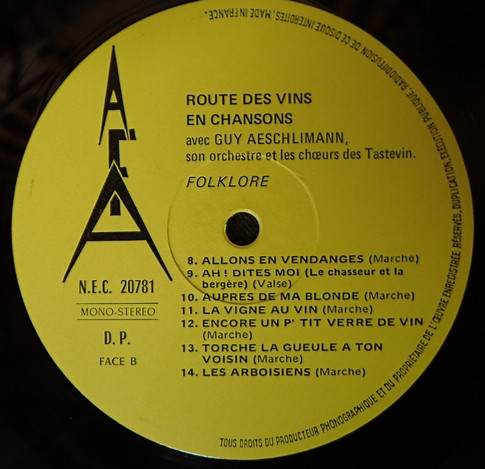 AFA
ROUTE DES VINS
EN CHANSONS
avec GUY AESCHLIMANN,
son orchestre et les chœurs des Tastevin.
FOLKLORE
N.E.C. 20781
MONO-STEREO
D. P.
FACE B
8. ALLONS EN VENDANGES (Marche)
9. AH ! DITES MOI (Le chasseur et la
bergère) (Valse)
10. AUPRES DE MA BLONDE (Marche)
11. LA VIGNE AU VIN (Marche)
12. ENCORE UN P' TIT VERRE DE VIN
(Marche)
13. TORCHE LA GUEULE A TON
VOISIN (Marche)
14. LES ARBOISIENS (Marche)
TOUS DROITS DU PRODUCTEUR PHONOGRAPHIQUE ET DU PROPRIÉTAIRE DE L'ŒUVRE ENREGISTRÉE RÉSERVÉS, DUPLICATION, EXÉCUTION PUBLIQUE, RADIODIFFUSION DE CE DISQUE INTERDITES. MADE IN FRANCE.